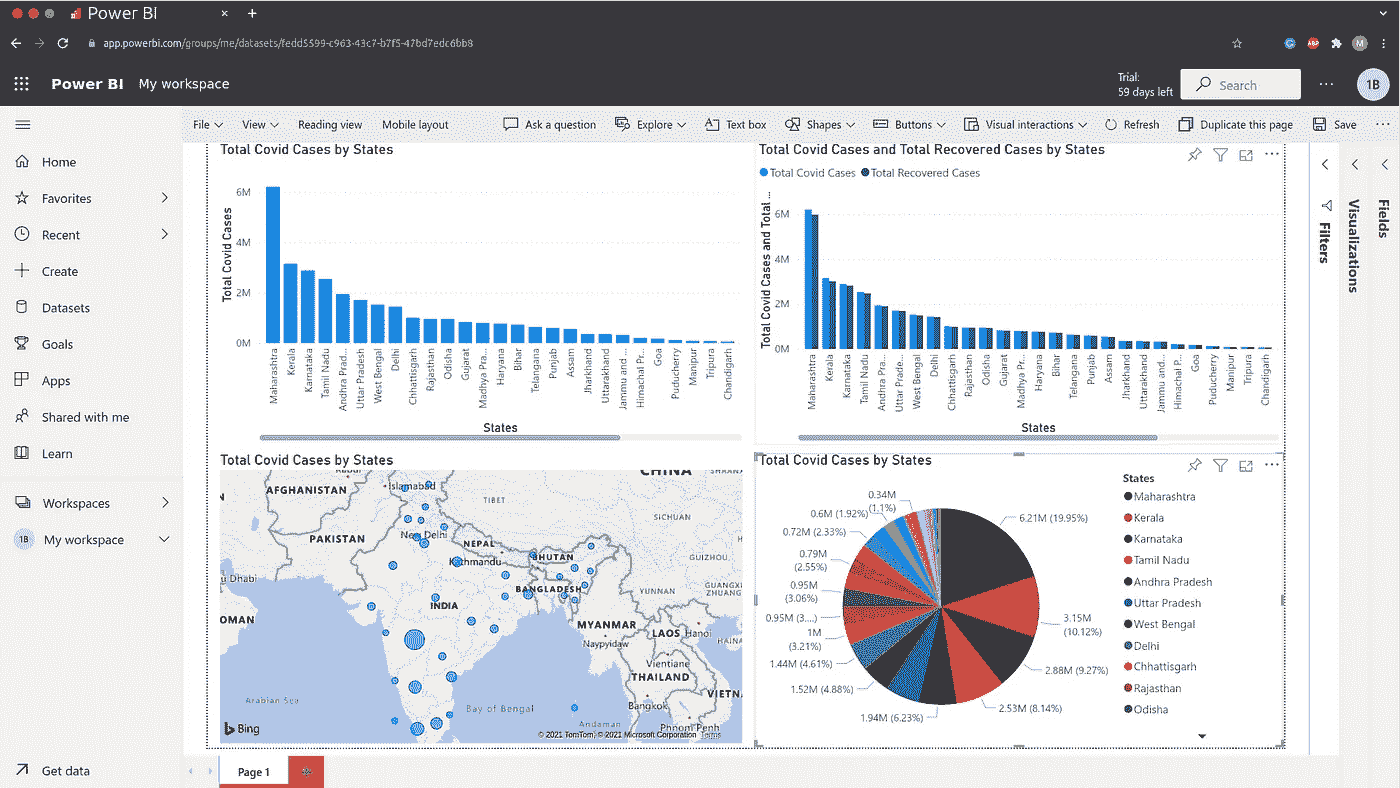 Power BI
app.powerbi.com/groups/me/datasets/fedd5599-c963-43c7-b7f5-47bd7edc6bb8
ABP
M
Power BI My workspace
Trial:
59 days left
Search
1B
File View Reading view Mobile layout Ask a question Explore Text box Shapes Buttons Visual interactions Refresh Duplicate this page Save
Home
Favorites
Recent
Create
Datasets
Goals
Apps
Shared with me
Learn
Workspaces
1B My workspace
Get data
Total Covid Cases by States
Total Covid Cases
6M
4M
2M
0M
Maharashtra
Kerala
Karnataka
Tamil Nadu
Andhra Prad...
Uttar Pradesh
West Bengal
Delhi
Chhattisgarh
Rajasthan
Odisha
Gujarat
Madhya Pra...
Haryana
Bihar
Telangana
Punjab
Assam
Jharkhand
Uttarakhand
Jammu and ...
Himachal Pr...
Goa
Puducherry
Manipur
Tripura
Chandigarh
States
Total Covid Cases and Total Recovered Cases by States
Total Covid Cases Total Recovered Cases
Total Covid Cases and Total ...
6M
4M
2M
0M
Maharashtra
Kerala
Karnataka
Tamil Nadu
Andhra Pra...
Uttar Prade...
West Bengal
Delhi
Chhattisgarh
Rajasthan
Odisha
Gujarat
Madhya Pr...
Haryana
Bihar
Telangana
Punjab
Assam
Jharkhand
Uttarakhand
Jammu and...
Himachal P...
Goa
Puducherry
Manipur
Tripura
Chandigarh
States
Total Covid Cases by States
CHINA
AFGHANISTAN
Islamabad
TIBET
SICHUAN
PAKISTAN
New Delhi
NEPAL
Kathmandu
BHUTAN
GUIZHOU
BANGLADESH
YUNNAN
GUANGX
ZHUANG
u Dhabi
OMAN
INDIA
MYANMAR
Naypyidaw
LAOS
Hanoi
HAINA
Vientiane
THAILAND
Bangkok
VIETN
Phnom Penh
Arabian Sea
Bay of Bengal
Andaman
Bing
© 2021 TomTom, © 2021 Microsoft Corporation Terms
Total Covid Cases by States
6.21M (19.95%)
3.15M
(10.12%)
2.88M (9.27%)
2.53M (8.14%)
1.94M (6.23%)
1.52M (4.88%)
1.44M (4.61%)
1M
(3.21%)
0.95M (3....)
0.95M
(3.06%)
0.79M
(2.55%)
0.72M (2.33%)
0.6M (1.92%)
0.34M
(1.1%)
States
Maharashtra
Kerala
Karnataka
Tamil Nadu
Andhra Pradesh
Uttar Pradesh
West Bengal
Delhi
Chhattisgarh
Rajasthan
Odisha
Filters
Visualizations
Fields
Page 1